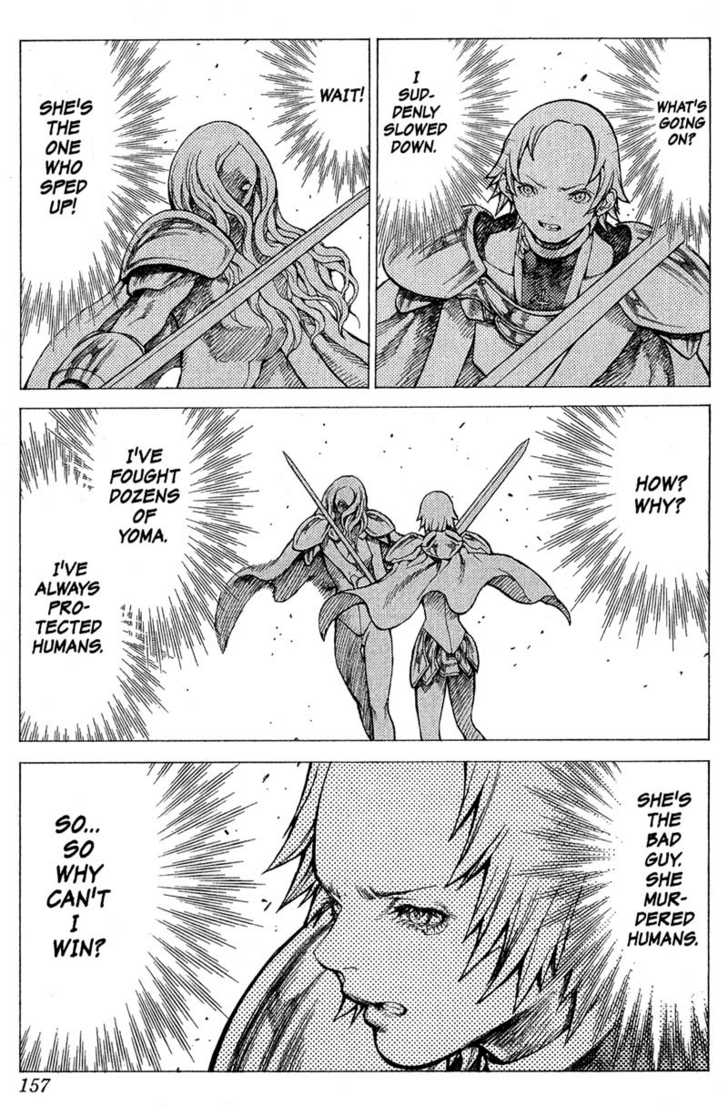 WHAT'S
GOING
ON?
I
SUD-
DENLY
SLOWED
DOWN.
WAIT!
SHE'S
THE
ONE
WHO
SPED
UP!
HOW?
WHY?
I'VE
FOUGHT
DOZENS
OF
YOMA.
I'VE
ALWAYS
PRO-
TECTED
HUMANS.
SHE'S
THE
BAD
GUY.
SHE
MUR-
DERED
HUMANS.
SO...
SO
WHY
CAN'T
I
WIN?
157